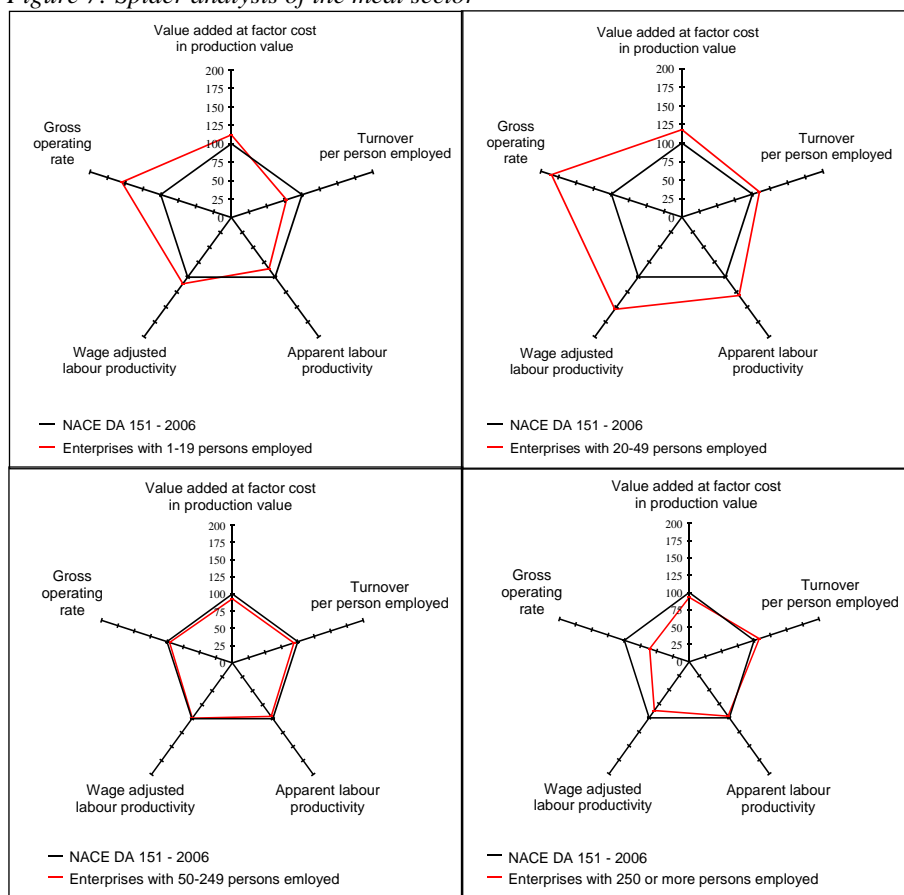 Figure 7: Spider analysis of the meat sector
Value added at factor cost
in production value
200
175
150
125
100
75
50
25
0
Gross
operating
rate
Turnover
per person employed
Wage adjusted
labour productivity
Apparent labour
productivity
NACE DA 151 - 2006
Enterprises with 1-19 persons employed
Value added at factor cost
in production value
200
175
150
125
100
75
50
25
0
Gross
operating
rate
Turnover
per person employed
Wage adjusted
labour productivity
Apparent labour
productivity
NACE DA 151 - 2006
Enterprises with 20-49 persons employed
Value added at factor cost
in production value
200
175
150
125
100
75
50
25
0
Gross
operating
rate
Turnover
per person employed
Wage adjusted
labour productivity
Apparent labour
productivity
NACE DA 151 - 2006
Enterprises with 50-249 persons emloyed
Value added at factor cost
in production value
200
175
150
125
100
75
50
25
0
Gross
operating
rate
Turnover
per person employed
Wage adjusted
labour productivity
Apparent labour
productivity
NACE DA 151 - 2006
Enterprises with 250 or more persons employed